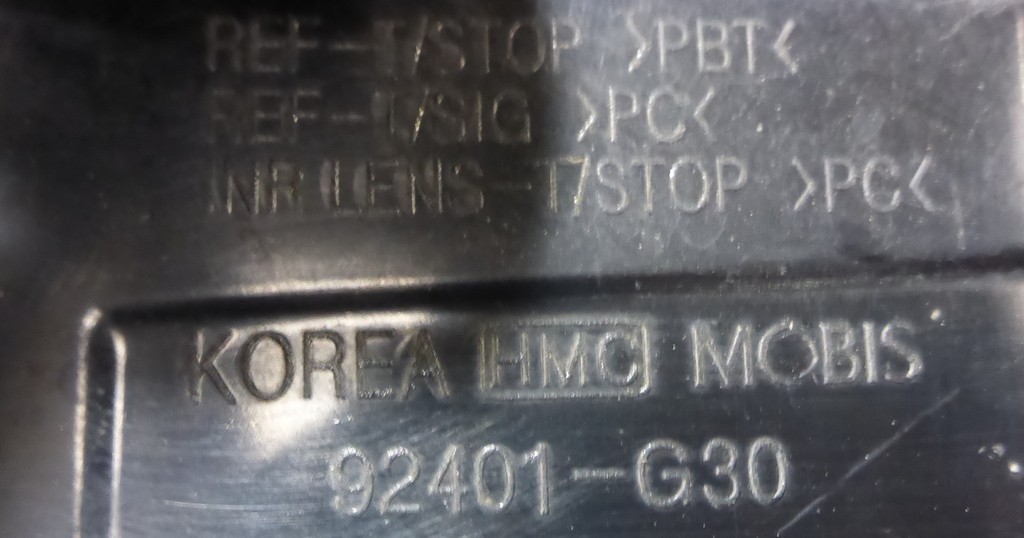 REF-T/STOP >PBT<
REF-T/SIG >PC<
INR LENS-T/STOP >PC<
KOREA HMC MOBIS
92401-G30